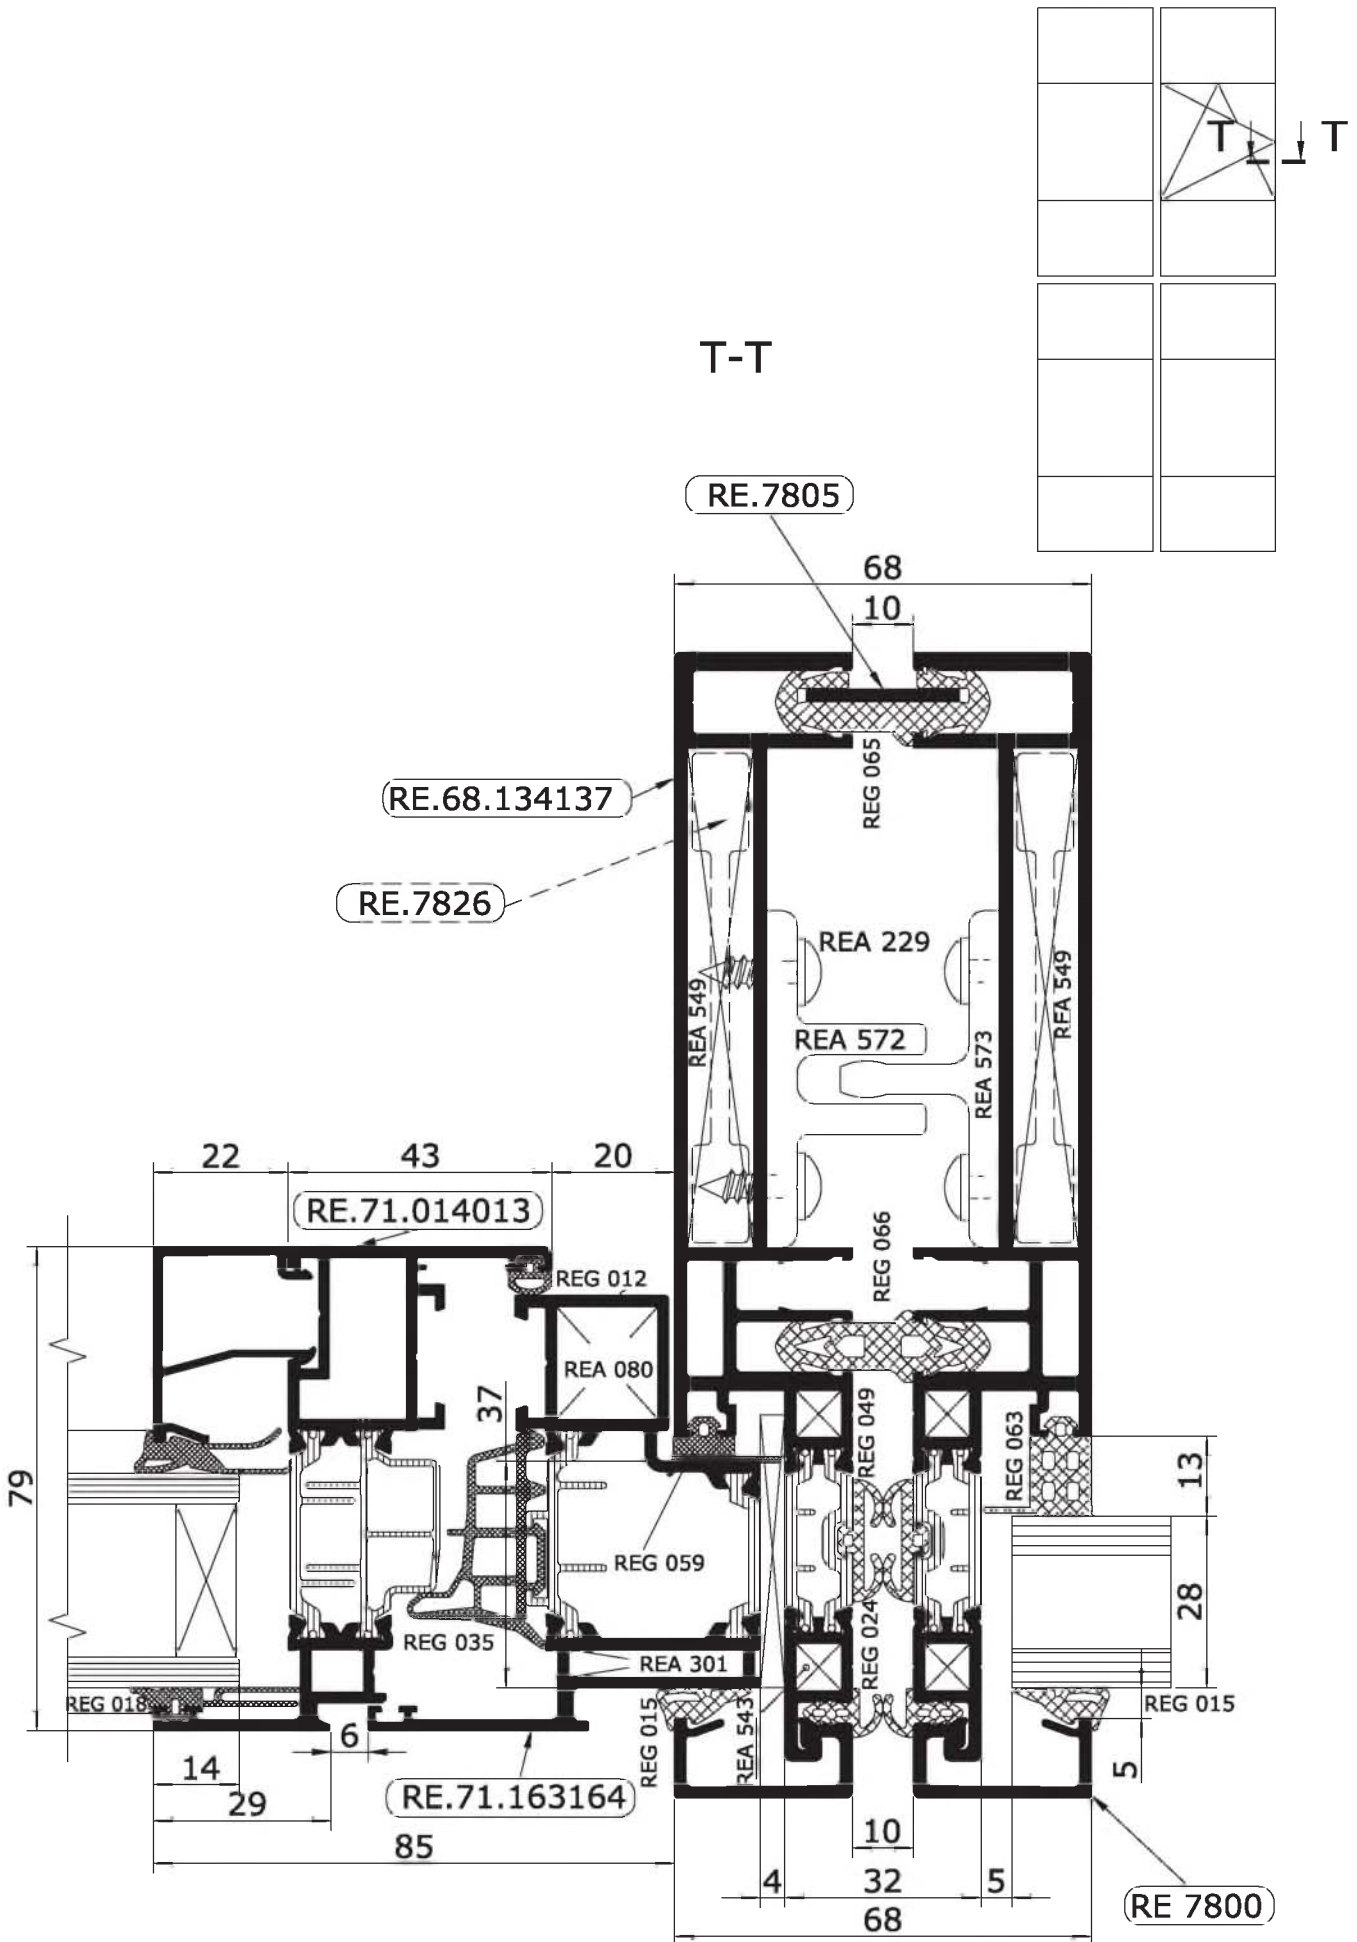 T T
T-T
RE.7805
68
10
REG 065
RE.68.134137
RE.7826
REA 229
REA 549
RFA 549
REA 572
REA 573
22
43
20
RE.71.014013
REG 066
REG 012
REA 080
37
REG 049
REG 063
13
79
REG 059
28
REG 035
REG 024
REA 301
REG 018
REG 015
REA 543
REG 015
6
5
14
RE.71.163164
29
10
85
4
32
5
RE 7800
68